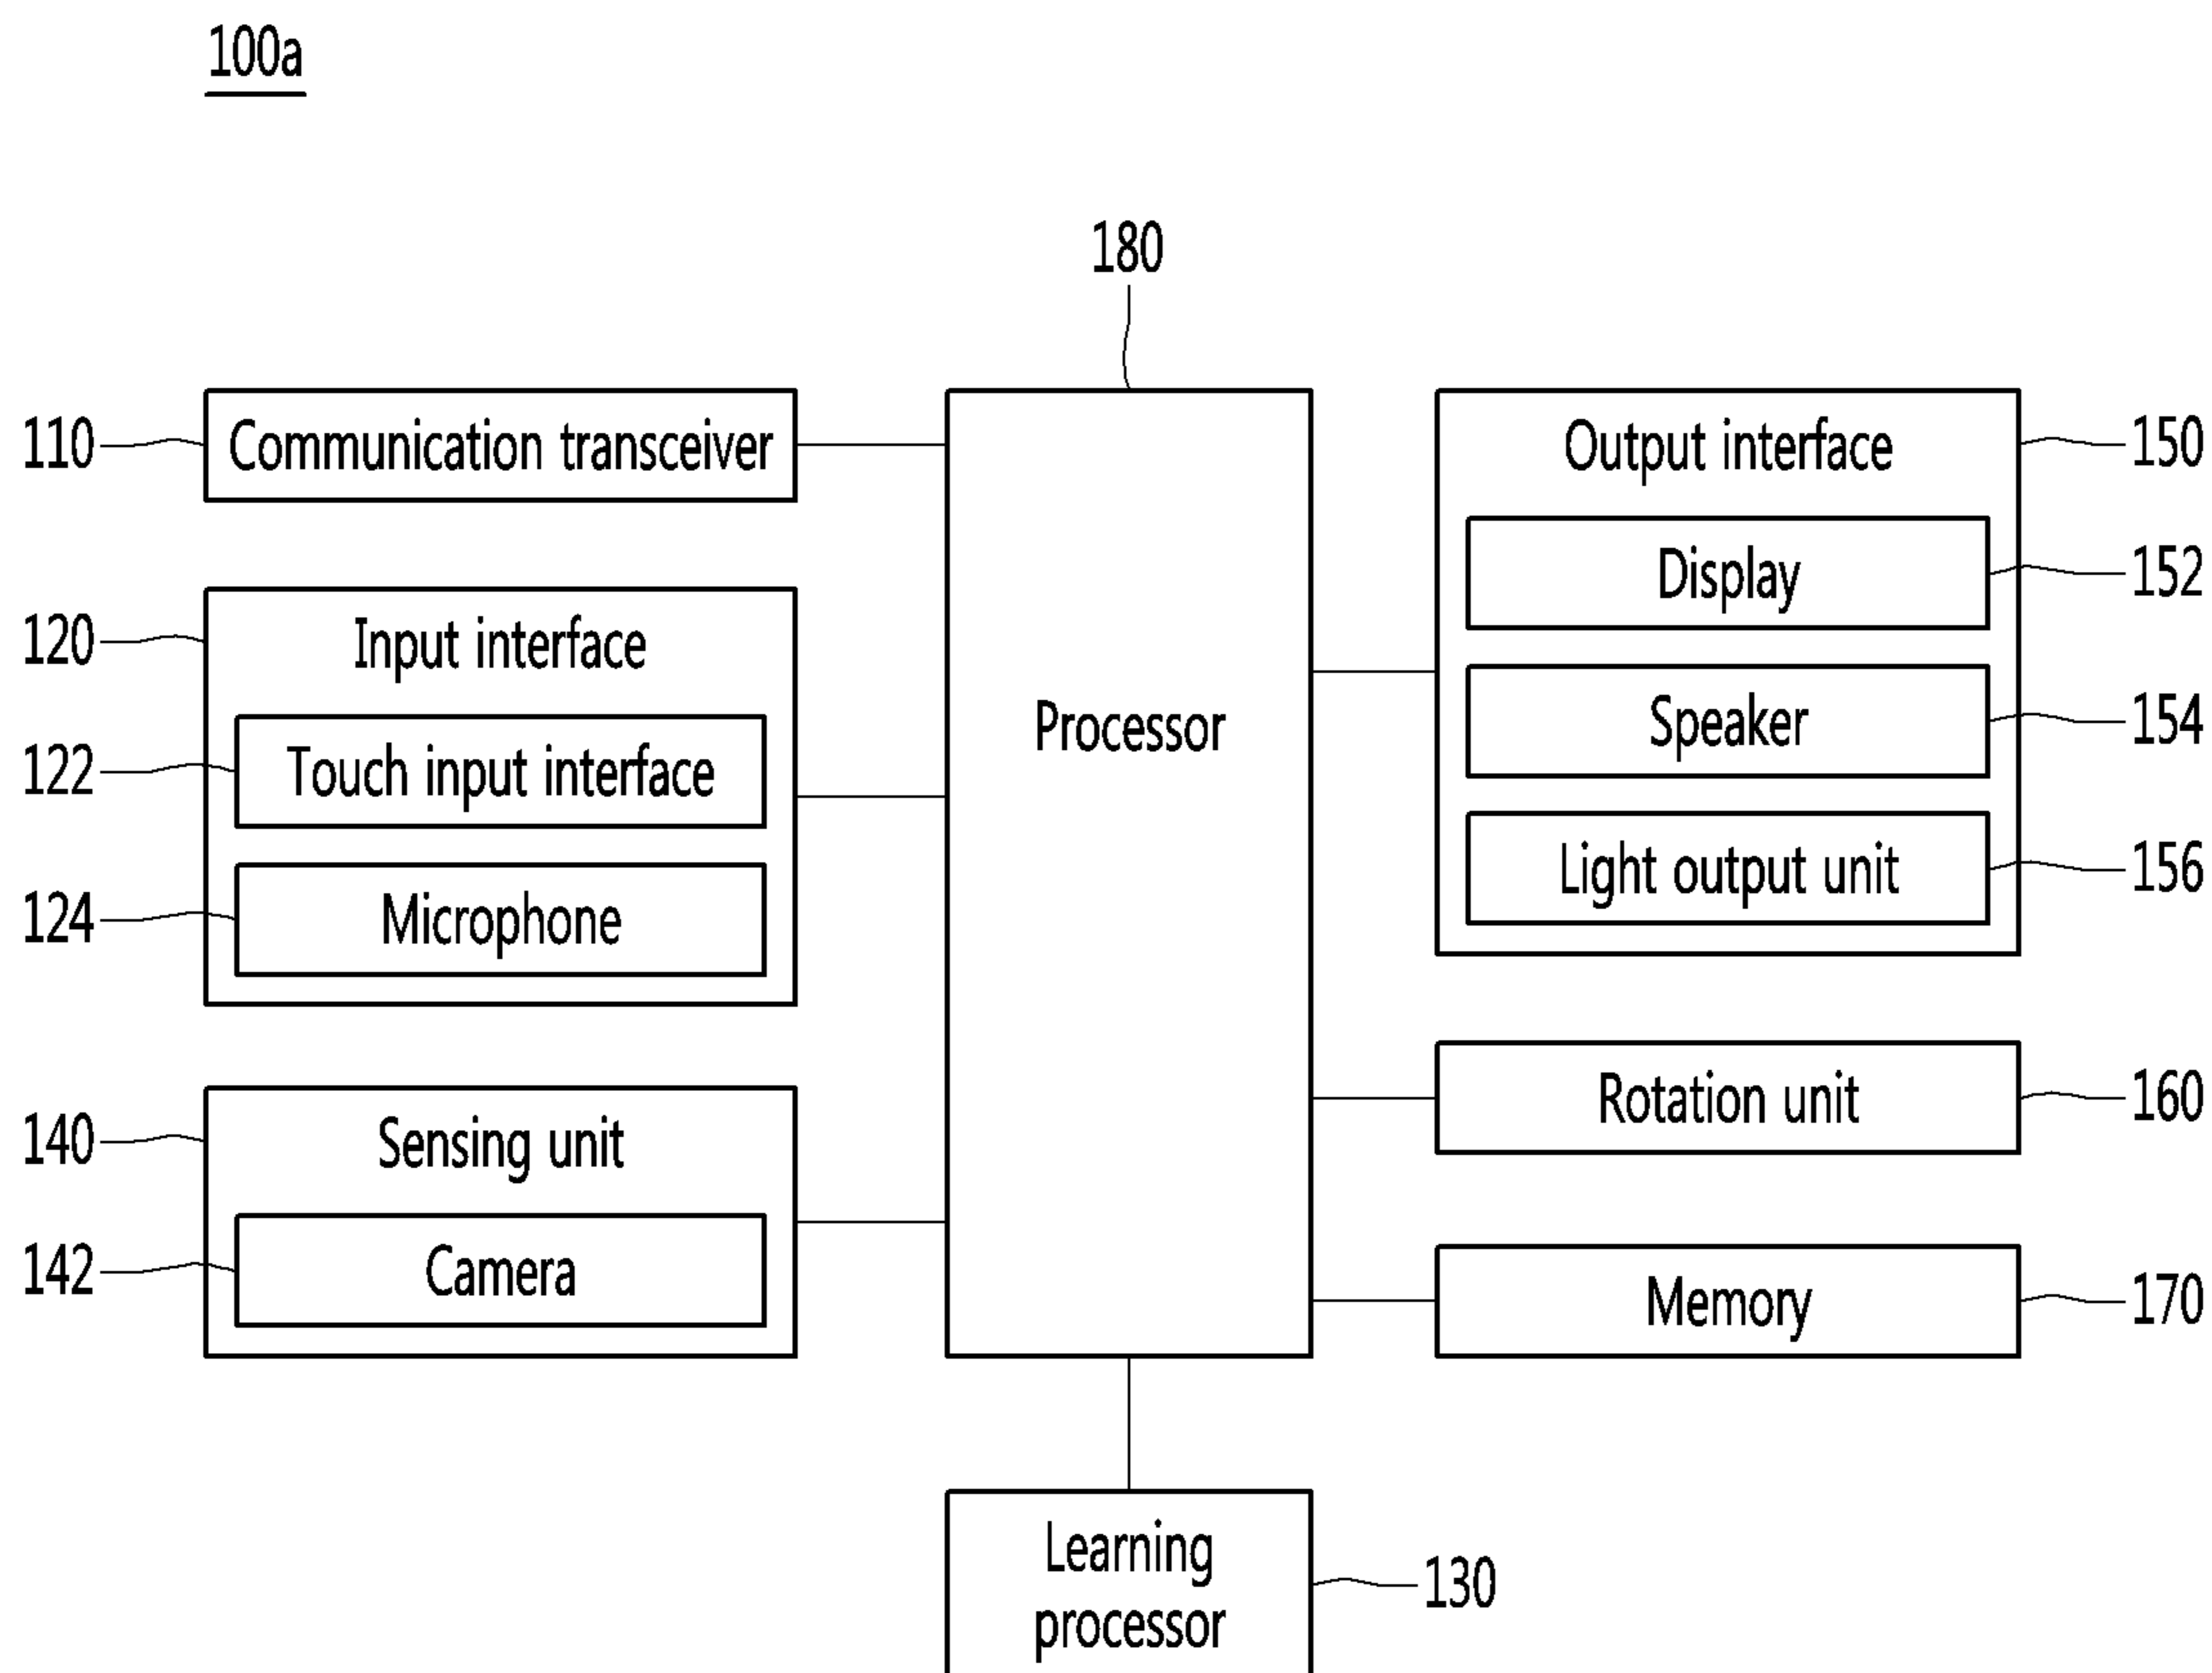 100a
180
110 Communication transceiver
Output interface 150
Display 152
120 Input interface
Processor
Speaker 154
122 Touch input interface
Light output unit 156
124 Microphone
Rotation unit 160
140 Sensing unit
142 Camera
Memory 170
Learning
processor
130